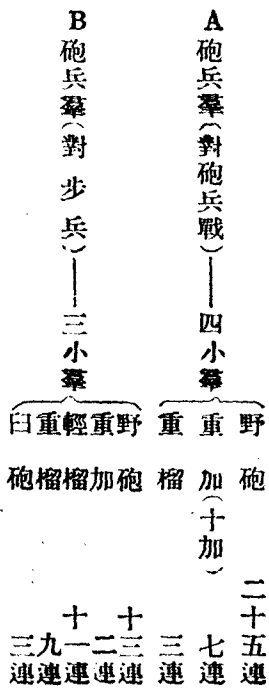 A 砲兵羣(對砲兵戰)——四小羣
野砲 二十五連
重加(十加) 七連
重榴 三連
B 砲兵羣(對步兵)——三小羣
野砲 十三連
重加 二連
輕榴 十一連
重榴 九連
臼砲 三連